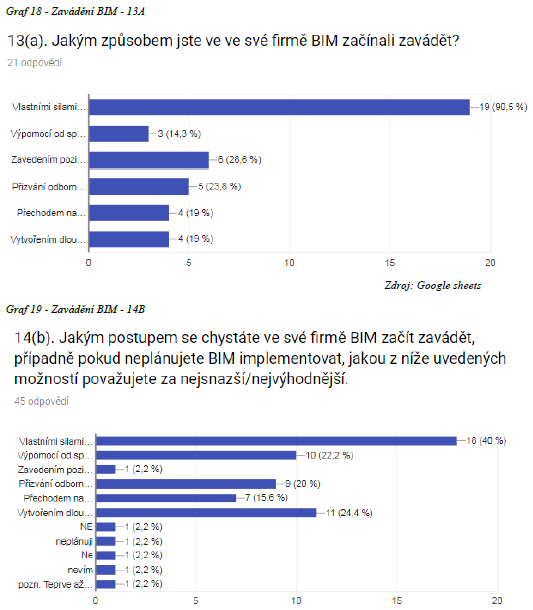 Graf 18 - Zavádění BIM - 13A
13(a). Jakým způsobem jste ve ve své firmě BIM začínali zavádět?
21 odpovědí
Vlastními silami... 19 (90,5 %)
Výpomocí od sp... 3 (14,3 %)
Zavedením pozi... 6 (28,6 %)
Přizvání odborn... 5 (23,8 %)
Přechodem na... 4 (19 %)
Vytvořením dlou... 4 (19 %)
0 5 10 15 20
Zdroj: Google sheets
Graf 19 - Zavádění BIM - 14B
14(b). Jakým postupem se chystáte ve své firmě BIM začít zavádět,
případně pokud neplánujete BIM implementovat, jakou z níže uvedených
možností považujete za nejsnazší/nejvýhodnější.
45 odpovědí
Vlastními silami... 18 (40 %)
Výpomocí od sp... 10 (22,2 %)
Zavedením pozi... 1 (2,2 %)
Přizvání odborn... 9 (20 %)
Přechodem na... 7 (15,6 %)
Vytvořením dlou... 11 (24,4 %)
NE 1 (2,2 %)
neplánuji 1 (2,2 %)
Ne 1 (2,2 %)
nevím 1 (2,2 %)
pozn. Teprve až... 1 (2,2 %)
0 5 10 15 20